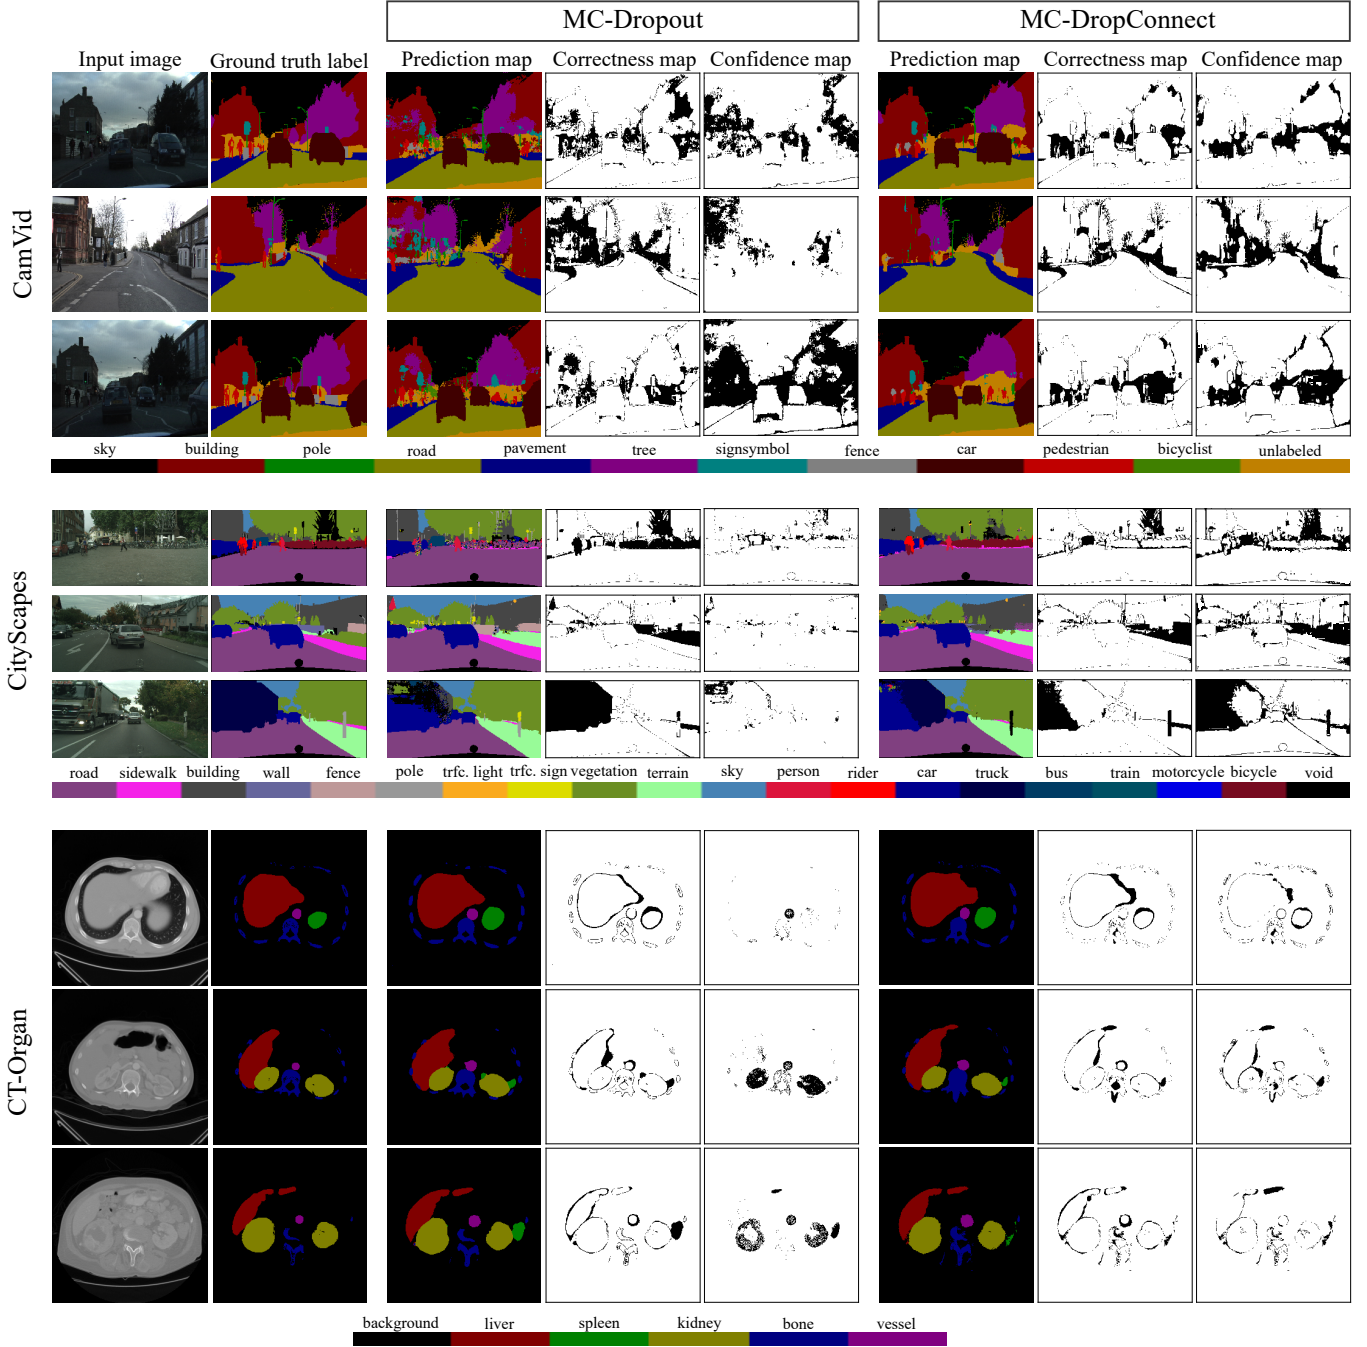 MC-Dropout
MC-DropConnect
Input image
Ground truth label
Prediction map
Correctness map
Confidence map
Prediction map
Correctness map
Confidence map
CamVid
sky
building
pole
road
pavement
tree
signsymbol
fence
car
pedestrian
bicyclist
unlabeled
CityScapes
road
sidewalk
building
wall
fence
pole
trfc. light
trfc. sign
vegetation
terrain
sky
person
rider
car
truck
bus
train
motorcycle
bicycle
void
CT-Organ
background
liver
spleen
kidney
bone
vessel